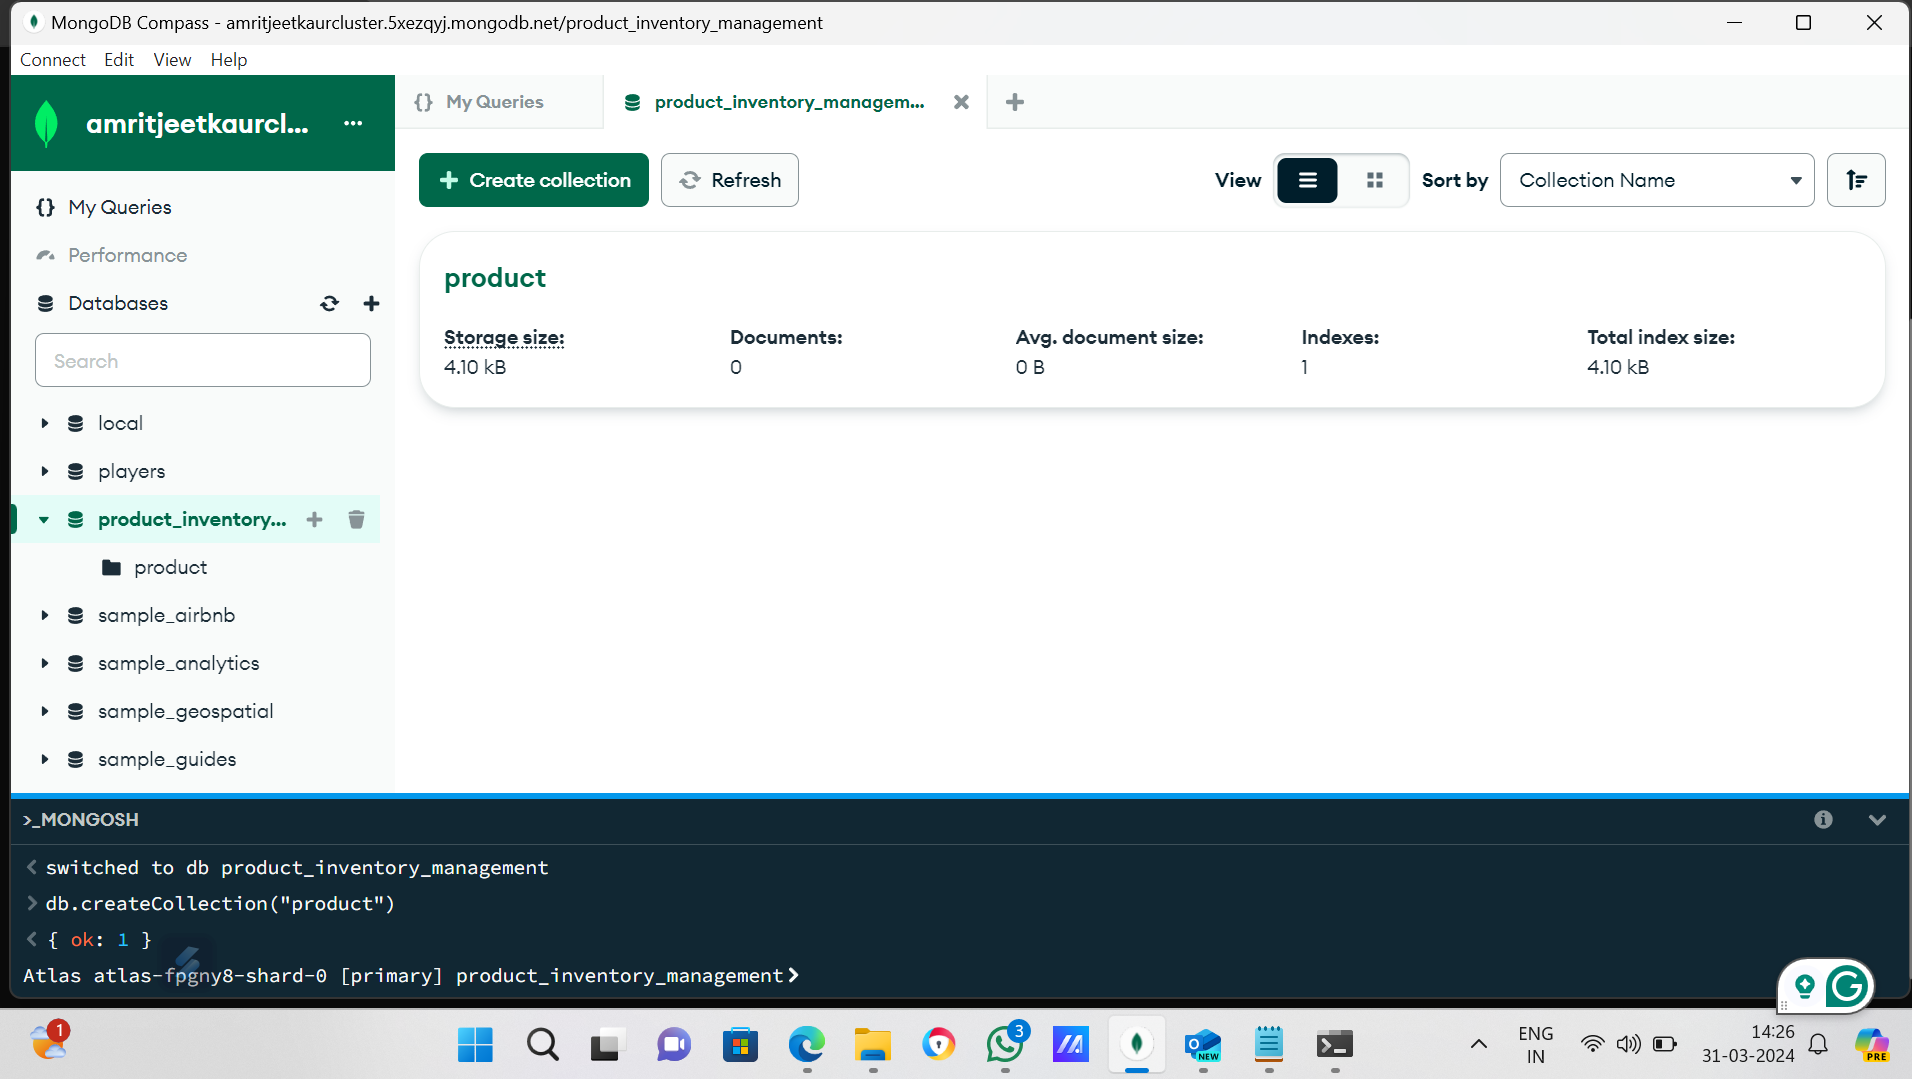 MongoDB Compass - amritjeetkaurcluster.5xezqyj.mongodb.net/product_inventory_management
Connect Edit View Help
amritjeetkaurcl... ...
{} My Queries
product_inventory_managem...
Create collection
Refresh
View
Sort by
Collection Name
{} My Queries
Performance
Databases
Search
local
players
product_inventory...
product
sample_airbnb
sample_analytics
sample_geospatial
sample_guides
product
Storage size: Documents: Avg. document size: Indexes: Total index size:
4.10 kB 0 0 B 1 4.10 kB
>_MONGOSH
< switched to db product_inventory_management
> db.createCollection("product")
< { ok: 1 }
Atlas atlas-fpgny8-shard-0 [primary] product_inventory_management>
1
NEW
3
ENG
IN
14:26
31-03-2024
PRE